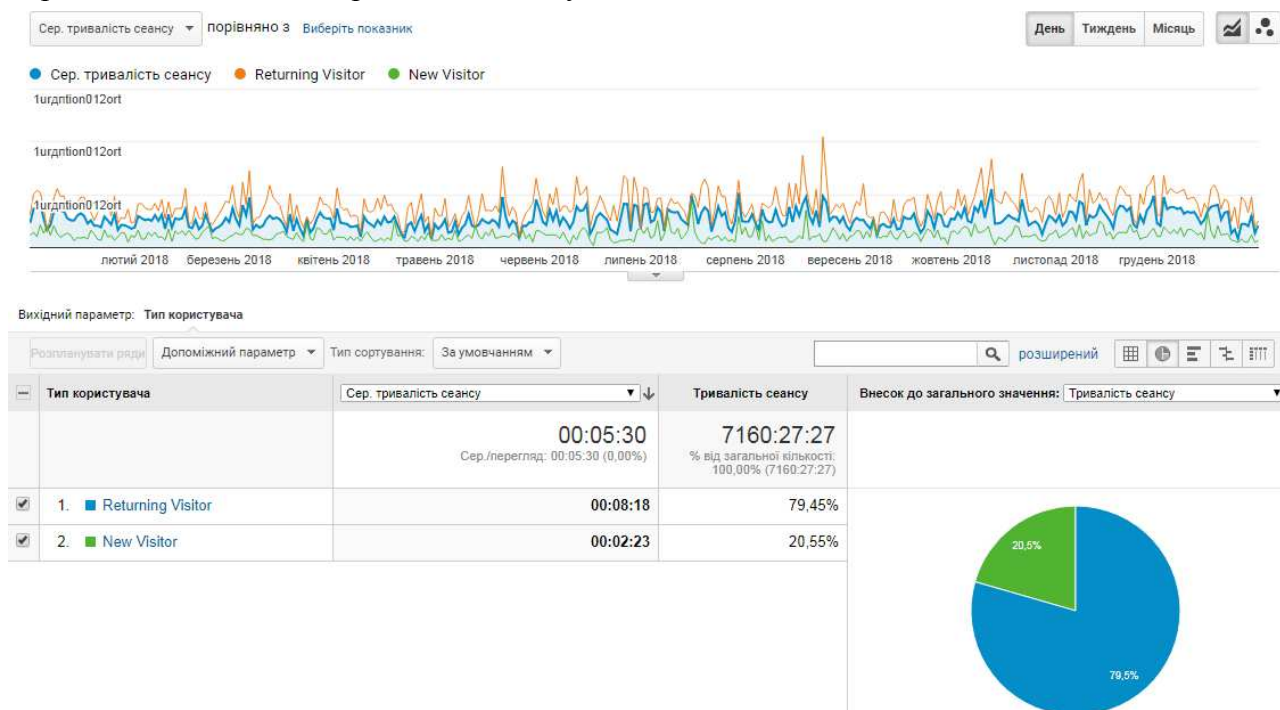 Сер. тривалість сеансу порівняно з Виберіть показник День Тиждень Місяць
Сер. тривалість сеансу Returning Visitor New Visitor
1urдntion012ort
1urдntion012ort
1urдntion012ort
лютий 2018 березень 2018 квітень 2018 травень 2018 червень 2018 липень 2018 серпень 2018 вересень 2018 жовтень 2018 листопад 2018 грудень 2018
Вихідний параметр: Тип користувача
Розпланувати ряди Допоміжний параметр Тип сортування: За умовчанням розширений
Тип користувача Сер. тривалість сеансу Тривалість сеансу Внесок до загального значення: Тривалість сеансу
00:05:30 7160:27:27
Сер./перегляд: 00:05:30 (0,00%) % від загальної кількості:
100,00% (7160:27:27)
1. Returning Visitor 00:08:18 79,45%
2. New Visitor 00:02:23 20,55%
20,5%
79,5%